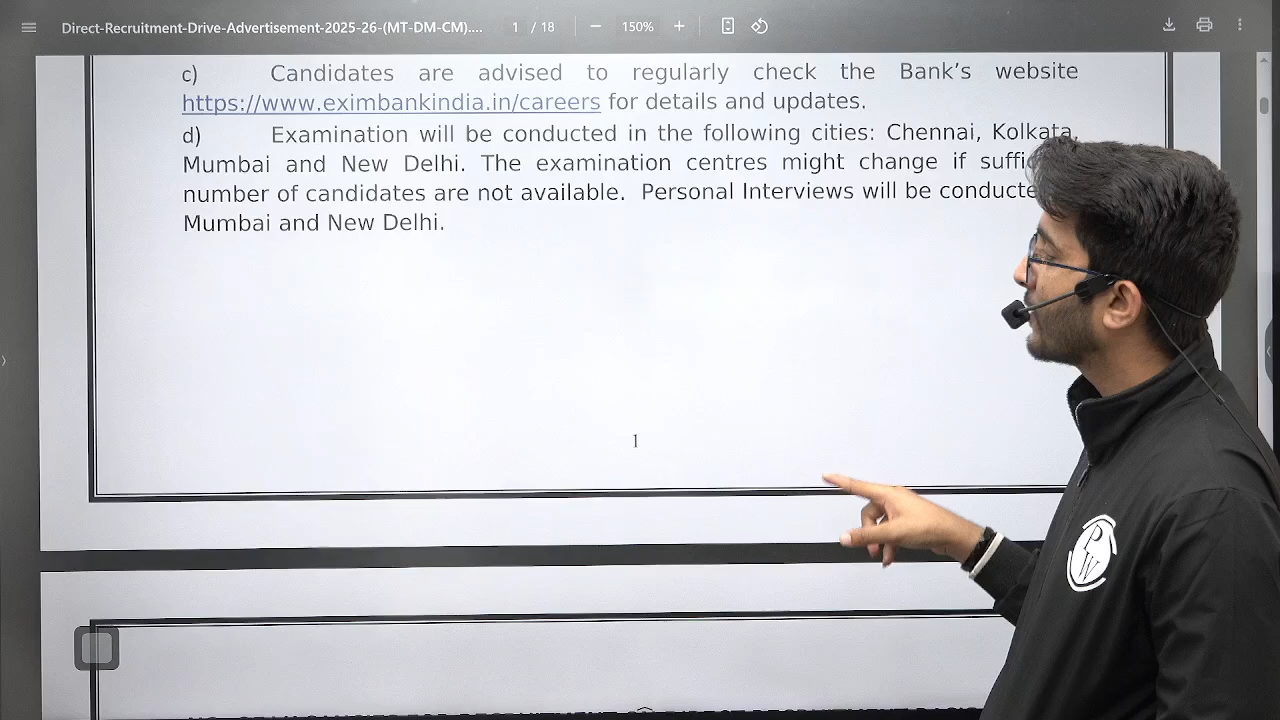 Direct-Recruitment-Drive-Advertisement-2025-26-(MT-DM-CM)....
1 / 18
150%
c) Candidates are advised to regularly check the Bank's website
https://www.eximbankindia.in/careers for details and updates.
d) Examination will be conducted in the following cities: Chennai, Kolkata,
Mumbai and New Delhi. The examination centres might change if
number of candidates are not available. Personal Interviews will be
Mumbai and New Delhi.
1
PW